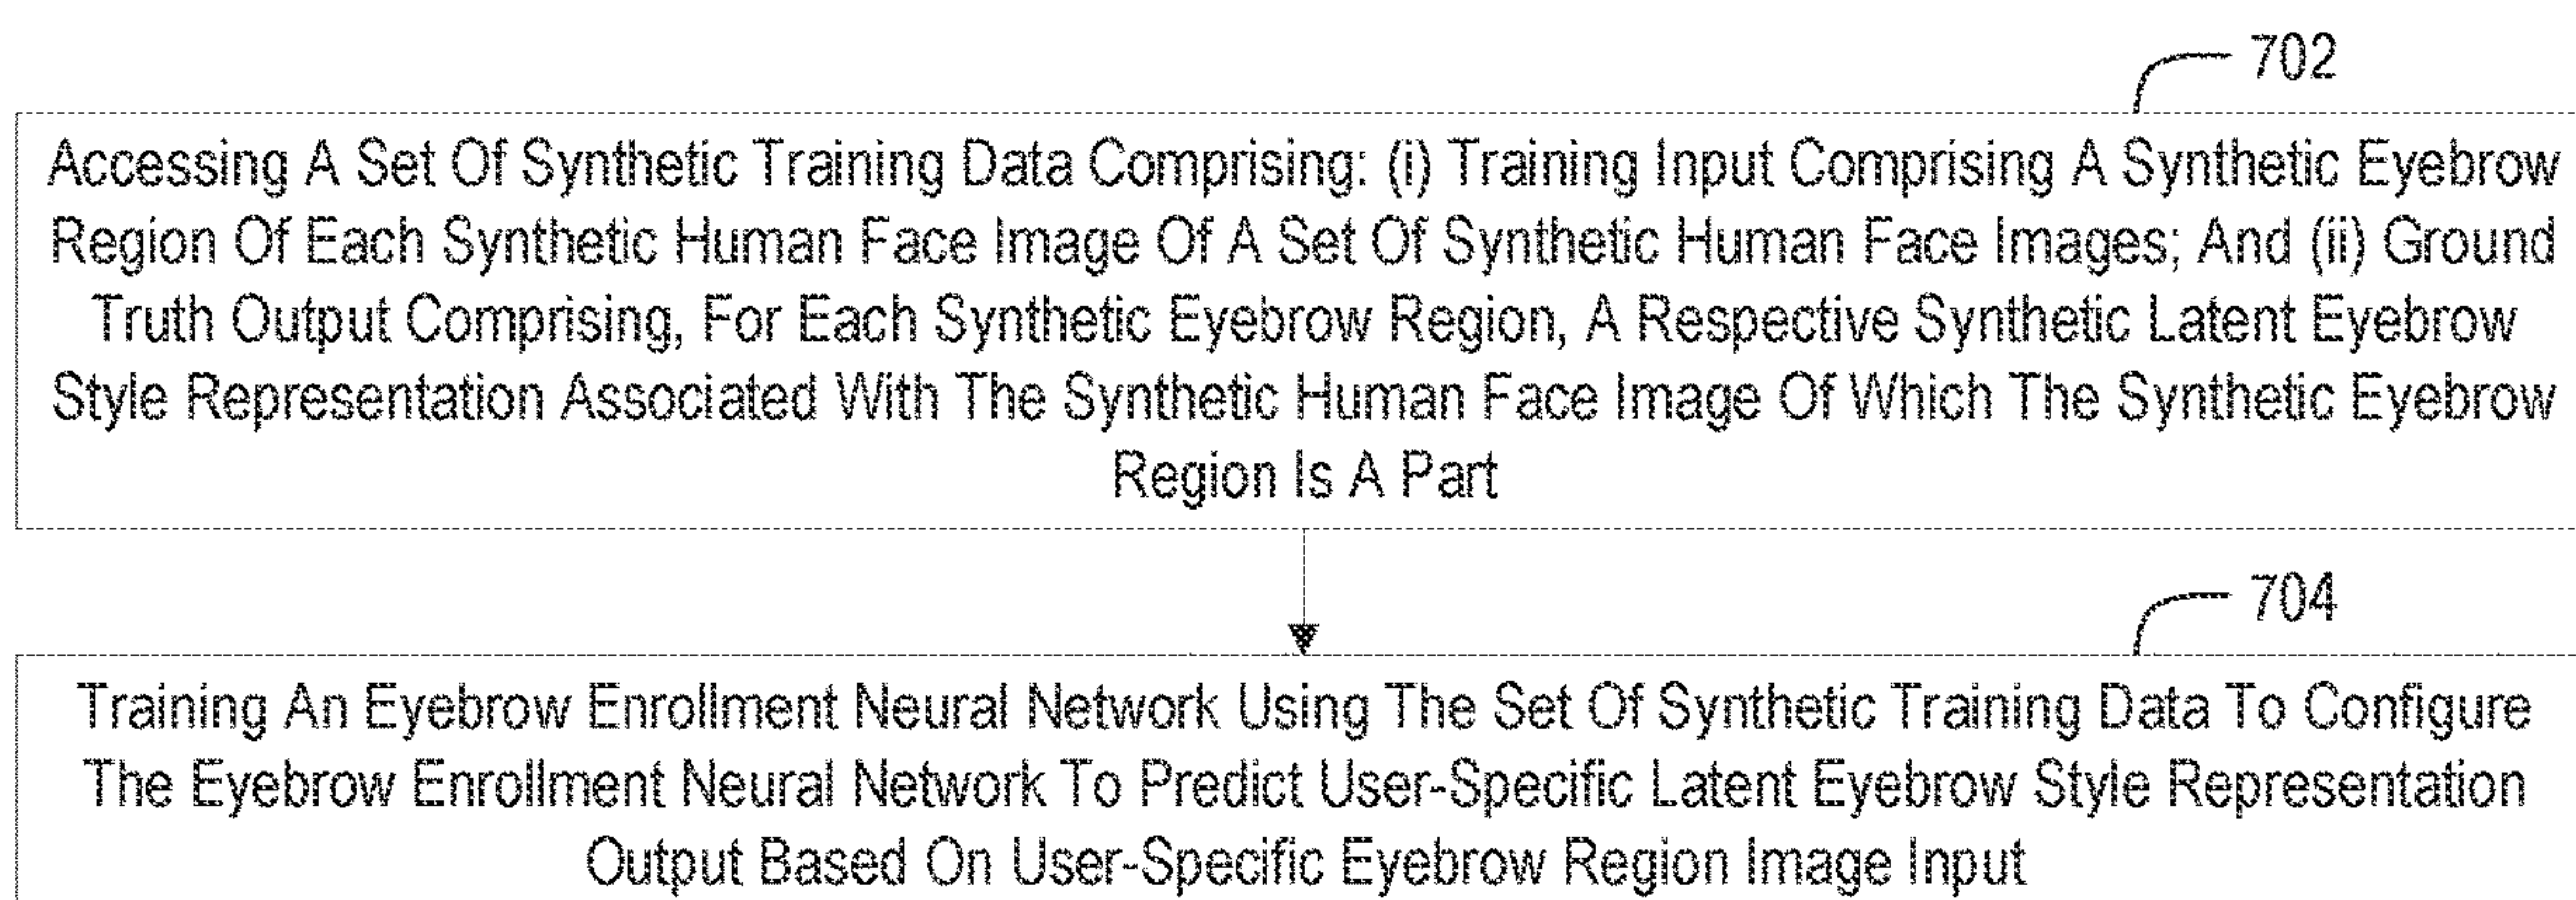 702
Accessing A Set Of Synthetic Training Data Comprising: (i) Training Input Comprising A Synthetic Eyebrow
Region Of Each Synthetic Human Face Image Of A Set Of Synthetic Human Face Images; And (ii) Ground
Truth Output Comprising, For Each Synthetic Eyebrow Region, A Respective Synthetic Latent Eyebrow
Style Representation Associated With The Synthetic Human Face Image Of Which The Synthetic Eyebrow
Region Is A Part
704
Training An Eyebrow Enrollment Neural Network Using The Set Of Synthetic Training Data To Configure
The Eyebrow Enrollment Neural Network To Predict User-Specific Latent Eyebrow Style Representation
Output Based On User-Specific Eyebrow Region Image Input